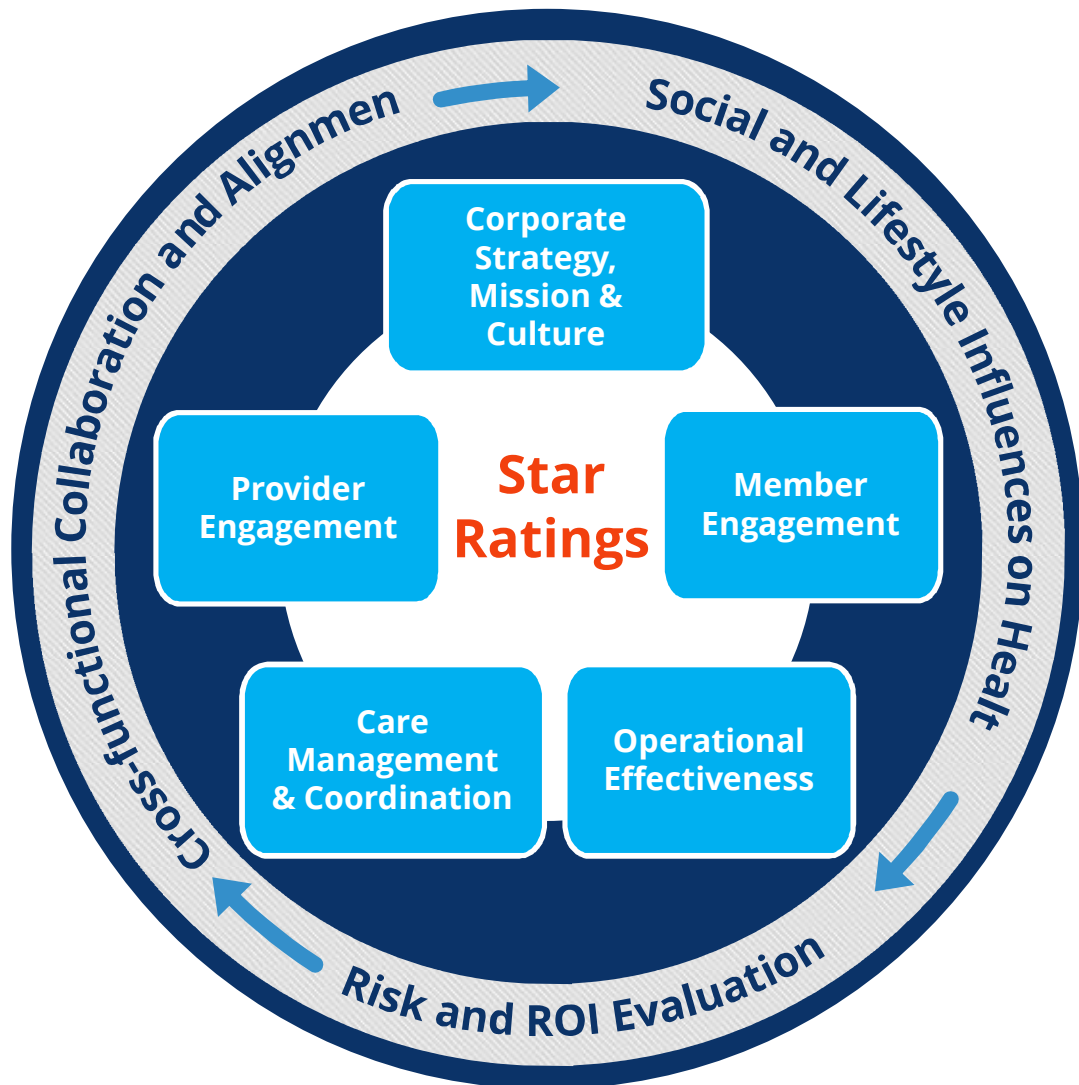 Cross-functional Collaboration and Alignmen
Social and Lifestyle Influences on Healt
Corporate
Strategy,
Mission &
Culture
Provider
Engagement
Star
Ratings
Member
Engagement
Care
Management
& Coordination
Operational
Effectiveness
Risk and ROI Evaluation